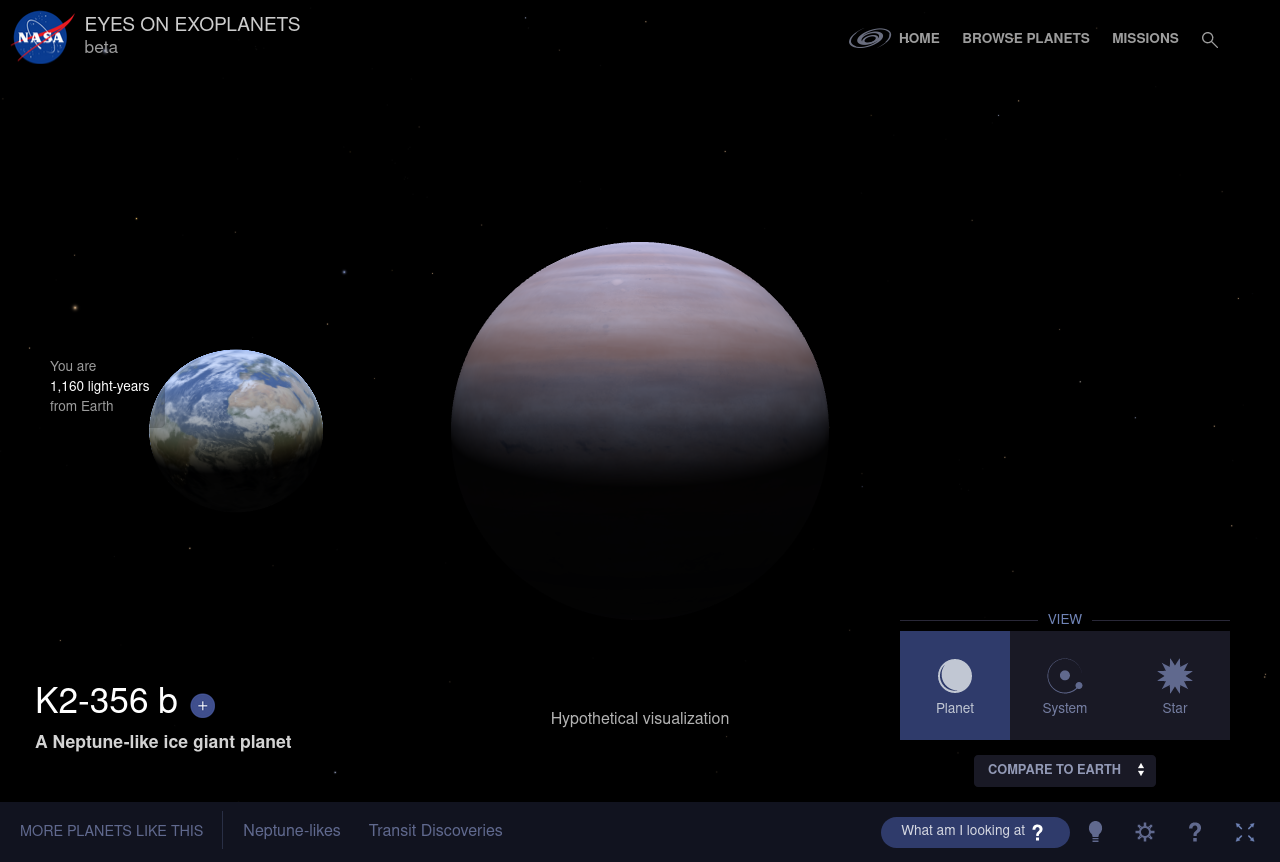 NASA
EYES ON EXOPLANETS
beta
HOME
BROWSE PLANETS
MISSIONS
You are
1,160 light-years
from Earth
VIEW
Planet
System
Star
K2-356 b +
A Neptune-like ice giant planet
Hypothetical visualization
COMPARE TO EARTH
MORE PLANETS LIKE THIS
Neptune-likes
Transit Discoveries
What am I looking at ?
?